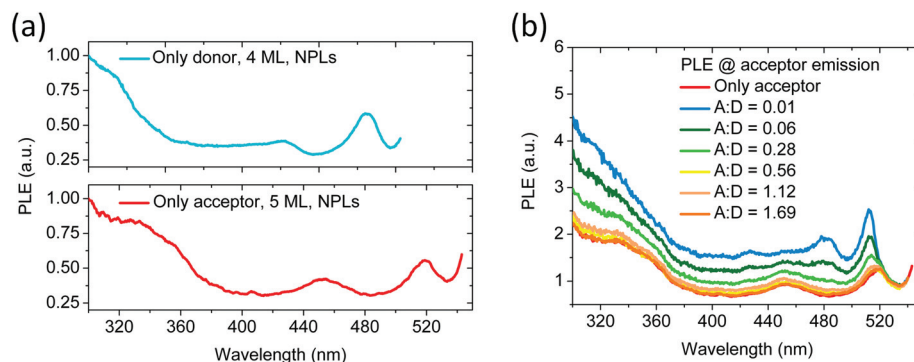 (a)
1.00
0.75
0.50
0.25
Only donor, 4 ML, NPLs
1.00
0.75
0.50
0.25
Only acceptor, 5 ML, NPLs
PLE (a.u.)
320 360 400 440 480 520
Wavelength (nm)
(b)
6
5
4
3
2
1
PLE (a.u.)
PLE @ acceptor emission
Only acceptor
A:D = 0.01
A:D = 0.06
A:D = 0.28
A:D = 0.56
A:D = 1.12
A:D = 1.69
320 360 400 440 480 520
Wavelength (nm)